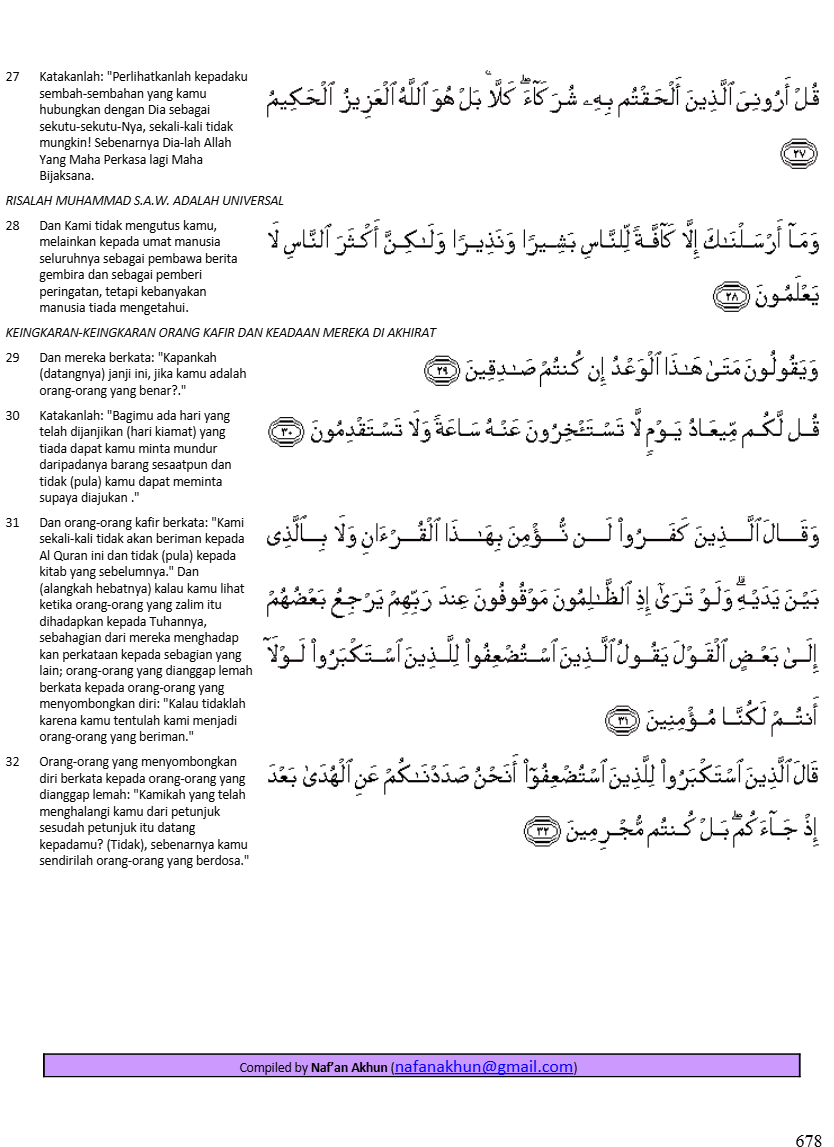 27 Katakanlah: "Perlihatkanlah kepadaku
sembah-sembahan yang kamu
hubungkan dengan Dia sebagai
sekutu-sekutu-Nya, sekali-kali tidak
mungkin! Sebenarnya Dia-lah Allah
Yang Maha Perkasa lagi Maha
Bijaksana.
قُلْ أَرُونِىَ ٱلَّذِينَ أَلْحَقْتُم بِهِۦ شُرَكَآءَ ۖ كَلَّا ۚ بَلْ هُوَ ٱللَّهُ ٱلْعَزِيزُ ٱلْحَكِيمُ
٢٧
RISALAH MUHAMMAD S.A.W. ADALAH UNIVERSAL
28 Dan Kami tidak mengutus kamu,
melainkan kepada umat manusia
seluruhnya sebagai pembawa berita
gembira dan sebagai pemberi
peringatan, tetapi kebanyakan
manusia tiada mengetahui.
وَمَآ أَرْسَلْنَـٰكَ إِلَّا كَآفَّةً لِّلنَّاسِ بَشِيرًا وَنَذِيرًا وَلَـٰكِنَّ أَكْثَرَ ٱلنَّاسِ لَا
يَعْلَمُونَ ٢٨
KEINGKARAN-KEINGKARAN ORANG KAFIR DAN KEADAAN MEREKA DI AKHIRAT
29 Dan mereka berkata: "Kapankah
(datangnya) janji ini, jika kamu adalah
orang-orang yang benar?."
وَيَقُولُونَ مَتَىٰ هَـٰذَا ٱلْوَعْدُ إِن كُنتُمْ صَـٰدِقِينَ ٢٩
30 Katakanlah: "Bagimu ada hari yang
telah dijanjikan (hari kiamat) yang
tiada dapat kamu minta mundur
daripadanya barang sesaatpun dan
tidak (pula) kamu dapat meminta
supaya diajukan ."
قُل لَّكُم مِّيعَادُ يَوْمٍ لَّا تَسْتَـْٔخِرُونَ عَنْهُ سَاعَةً وَلَا تَسْتَقْدِمُونَ ٣٠
31 Dan orang-orang kafir berkata: "Kami
sekali-kali tidak akan beriman kepada
Al Quran ini dan tidak (pula) kepada
kitab yang sebelumnya." Dan
(alangkah hebatnya) kalau kamu lihat
ketika orang-orang yang zalim itu
dihadapkan kepada Tuhannya,
sebahagian dari mereka menghadap
kan perkataan kepada sebagian yang
lain; orang-orang yang dianggap lemah
berkata kepada orang-orang yang
menyombongkan diri: "Kalau tidaklah
karena kamu tentulah kami menjadi
orang-orang yang beriman."
وَقَالَ ٱلَّذِينَ كَفَرُوا۟ لَن نُّؤْمِنَ بِهَـٰذَا ٱلْقُرْءَانِ وَلَا بِٱلَّذِى
بَيْنَ يَدَيْهِ ۗ وَلَوْ تَرَىٰٓ إِذِ ٱلظَّـٰلِمُونَ مَوْقُوفُونَ عِندَ رَبِّهِمْ يَرْجِعُ بَعْضُهُمْ
إِلَىٰ بَعْضٍ ٱلْقَوْلَ يَقُولُ ٱلَّذِينَ ٱسْتُضْعِفُوا۟ لِلَّذِينَ ٱسْتَكْبَرُوا۟ لَوْلَآ
أَنتُمْ لَكُنَّا مُؤْمِنِينَ ٣١
32 Orang-orang yang menyombongkan
diri berkata kepada orang-orang yang
dianggap lemah: "Kamikah yang telah
menghalangi kamu dari petunjuk
sesudah petunjuk itu datang
kepadamu? (Tidak), sebenarnya kamu
sendirilah orang-orang yang berdosa."
قَالَ ٱلَّذِينَ ٱسْتَكْبَرُوا۟ لِلَّذِينَ ٱسْتُضْعِفُوٓا۟ أَنَحْنُ صَدَدْنَـٰكُمْ عَنِ ٱلْهُدَىٰ بَعْدَ
إِذْ جَآءَكُم ۖ بَلْ كُنتُم مُّجْرِمِينَ ٣٢
Compiled by Naf'an Akhun (nafanakhun@gmail.com)
678